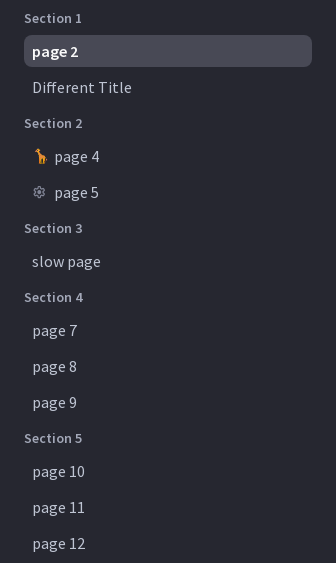 Section 1
page 2
Different Title
Section 2
🦒 page 4
page 5
Section 3
slow page
Section 4
page 7
page 8
page 9
Section 5
page 10
page 11
page 12